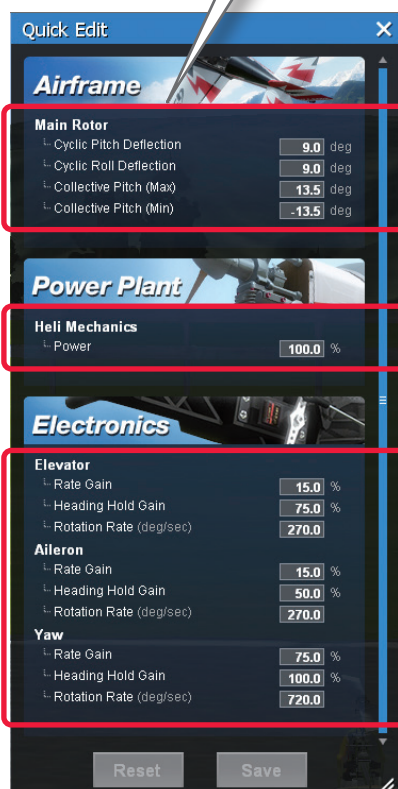 Quick Edit
Airframe
Main Rotor
Cyclic Pitch Deflection 9.0 deg
Cyclic Roll Deflection 9.0 deg
Collective Pitch (Max) 13.5 deg
Collective Pitch (Min) -13.5 deg
Power Plant
Heli Mechanics
Power 100.0 %
Electronics
Elevator
Rate Gain 15.0 %
Heading Hold Gain 75.0 %
Rotation Rate (deg/sec) 270.0
Aileron
Rate Gain 15.0 %
Heading Hold Gain 50.0 %
Rotation Rate (deg/sec) 270.0
Yaw
Rate Gain 75.0 %
Heading Hold Gain 100.0 %
Rotation Rate (deg/sec) 720.0
Reset Save